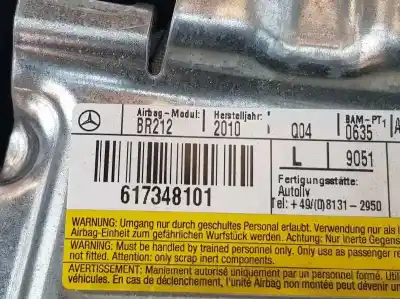 Airbag-Modul: Herstelljahr: BAM-PT1 A
BR212 2010 Q04 0635
L 9051
617348101
Fertigungsstätte:
Autoliv
Tel:+49/(0)8131-2950
WARNUNG: Umgang nur durch geschultes Personal erlaubt. Verwendung nur als
Airbag-Einheit zum gefährlichen Wurfstück werden. Achtung: Nur inerte Gegens
WARNING: Must be handled by trained personnel only. Use only as passenger re
not fitted. Attention: only scrap inert components.
AVERTISSEMENT: Maniement autorisé uniquement par un personnel formé. Utili
véhicules. En cas de déclenchement, l'unité Airbag non montée peut devenir